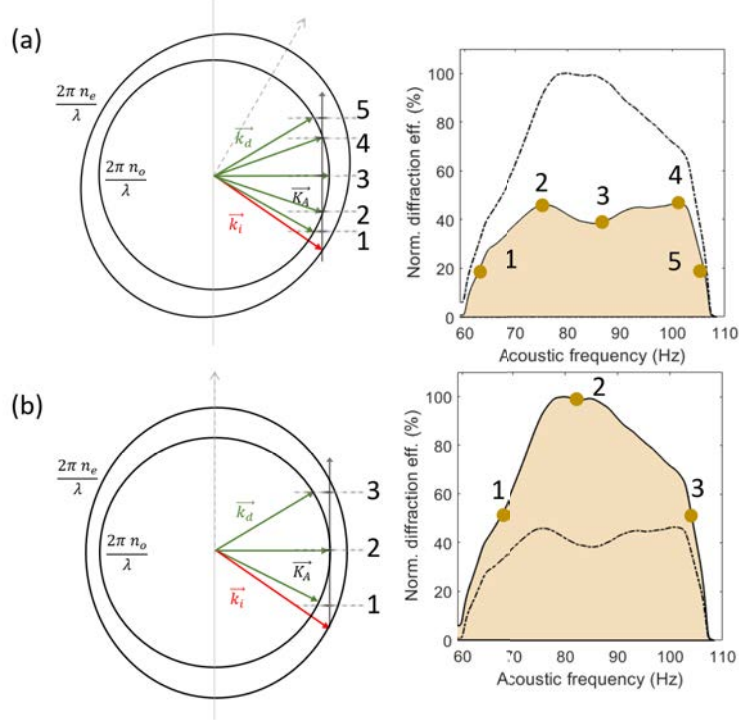 (a)
2π n_e
λ
2π n_o
λ
k_d
K_A
k_i
5
4
3
2
1
Norm. diffraction eff. (%)
100
80
60
40
20
0
1
2
3
4
5
60 70 80 90 100 110
Acoustic frequency (Hz)
(b)
2π n_e
λ
2π n_o
λ
k_d
K_A
k_i
3
2
1
Norm. diffraction eff. (%)
100
80
60
40
20
0
1
2
3
60 70 80 90 100 110
Acoustic frequency (Hz)